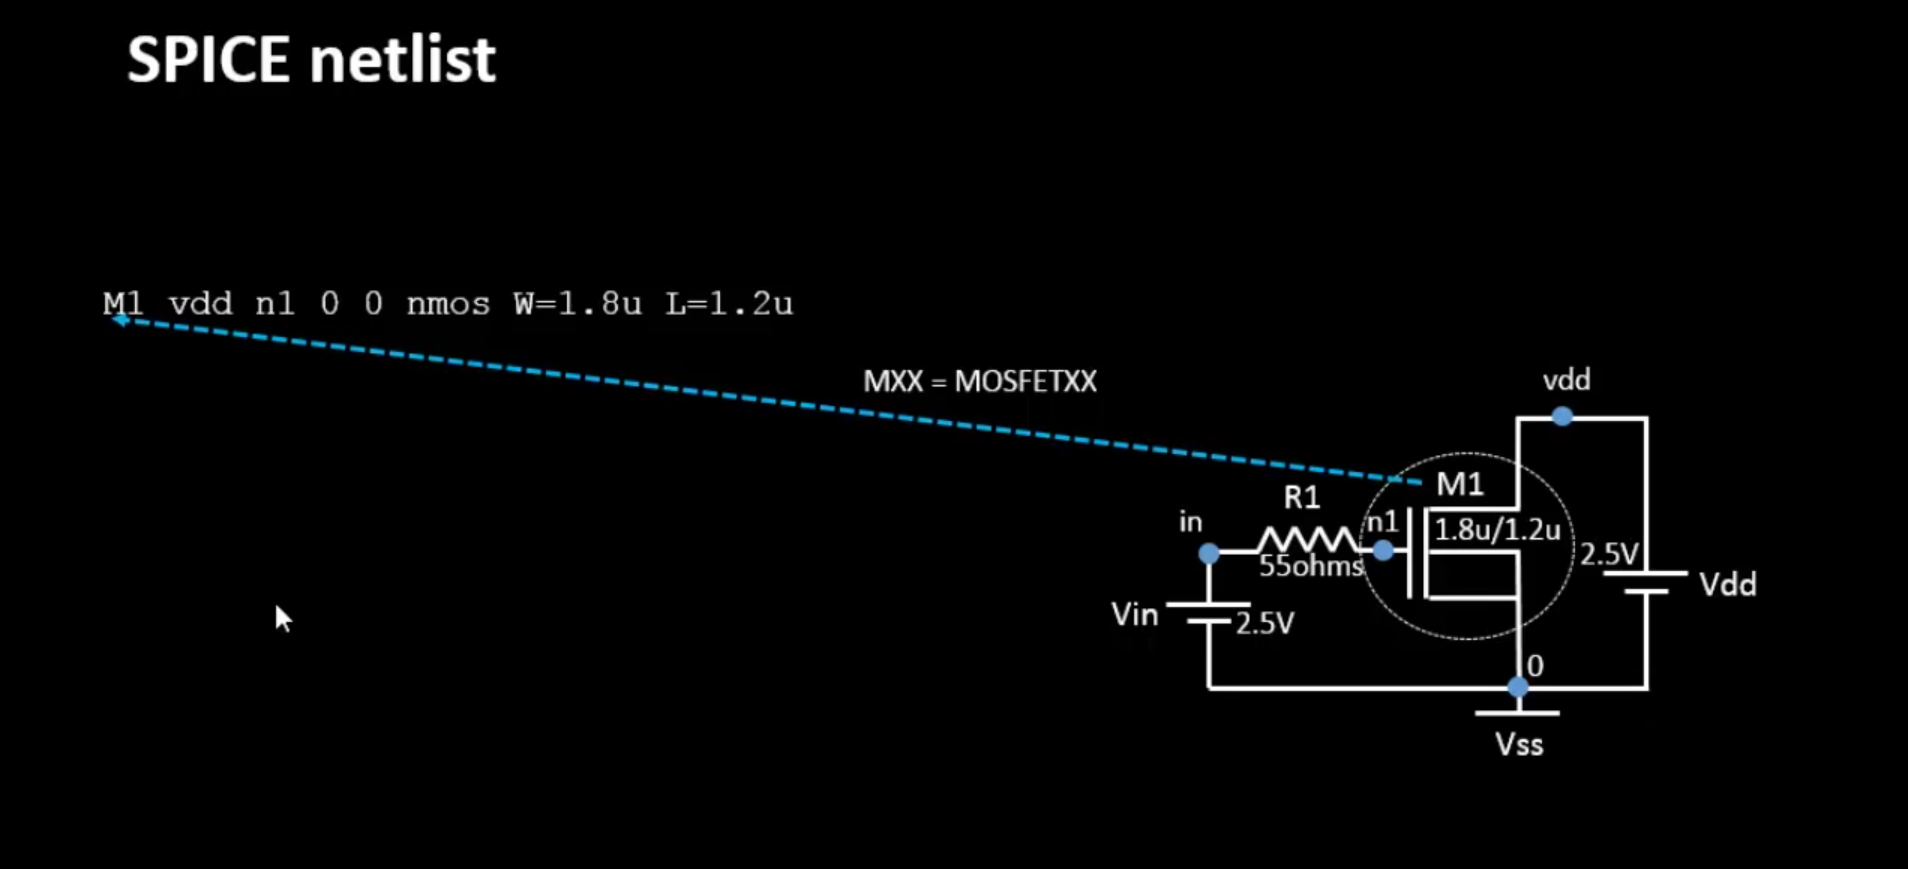 SPICE netlist
M1 vdd n1 0 0 nmos W=1.8u L=1.2u
MXX = MOSFETXX
vdd
M1
R1
in
n1
1.8u/1.2u
55ohms
2.5V
Vdd
Vin
2.5V
0
Vss